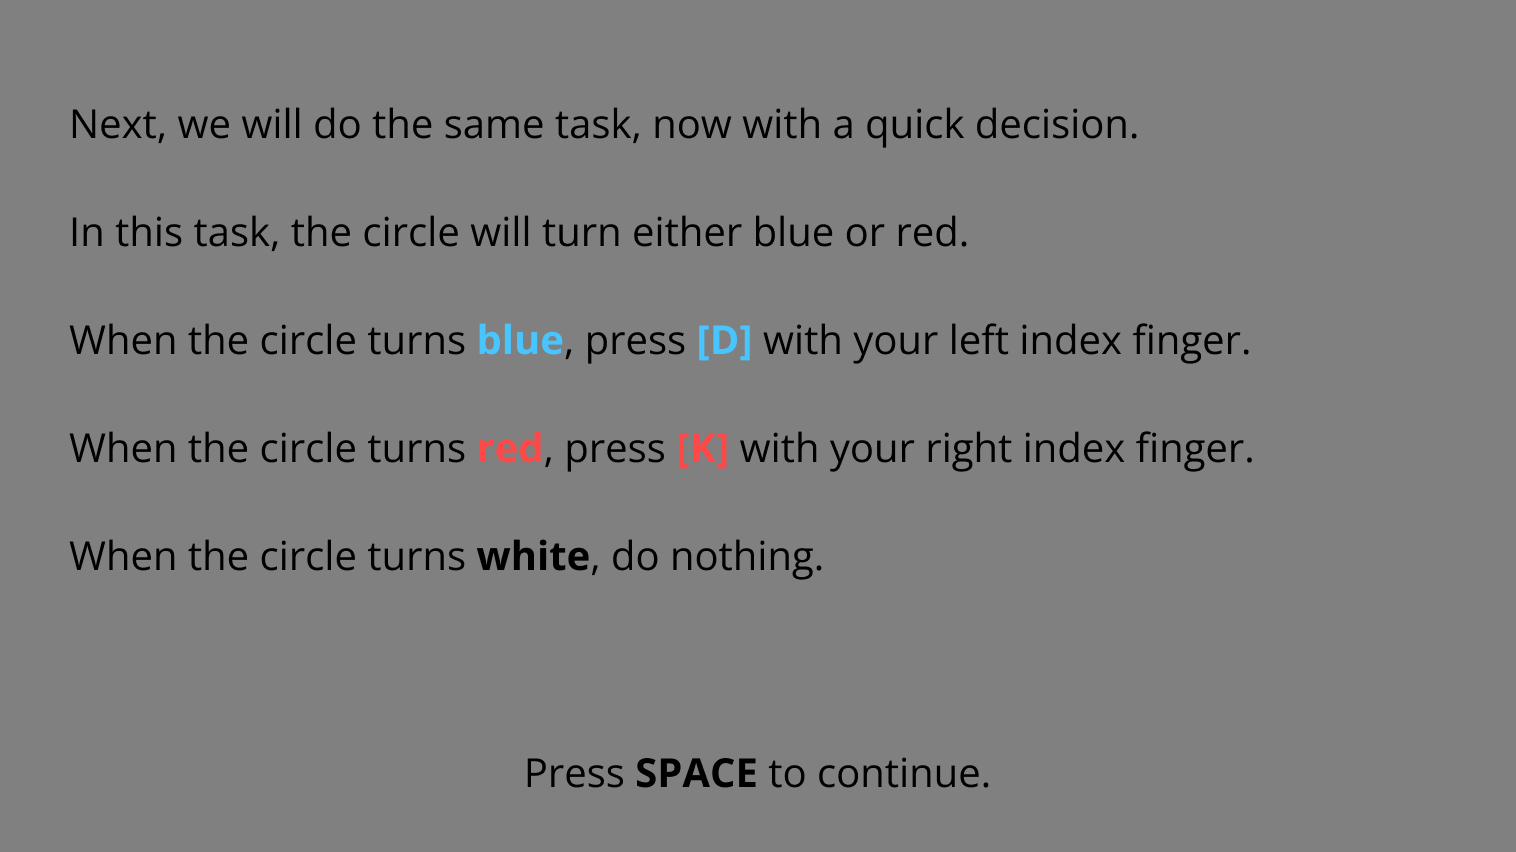 Next, we will do the same task, now with a quick decision.
In this task, the circle will turn either blue or red.
When the circle turns blue, press [D] with your left index finger.
When the circle turns red, press [K] with your right index finger.
When the circle turns white, do nothing.
Press SPACE to continue.